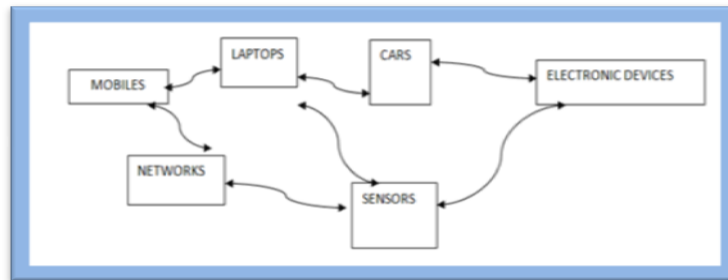 LAPTOPS
CARS
MOBILES
ELECTRONIC DEVICES
NETWORKS
SENSORS